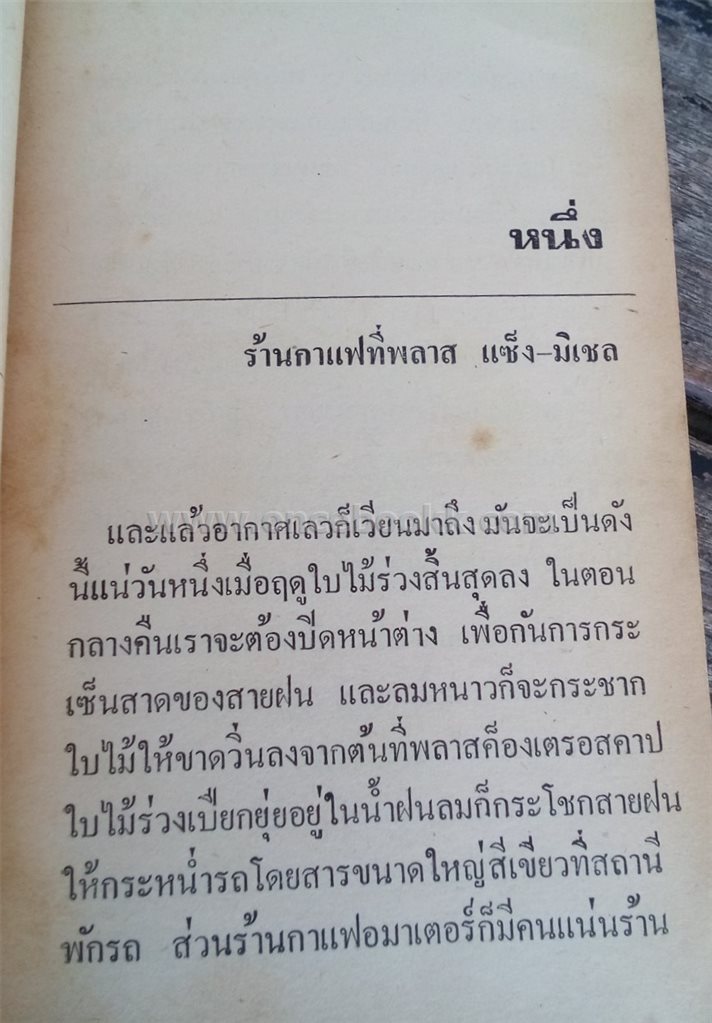 หนึ่ง
ร้านกาแฟที่พลาส แซ็ง-มิเชล
และแล้วอากาศเลวก็เวียนมาถึง มันจะเป็นดัง
นี้แน่วันหนึ่งเมื่อฤดูใบไม้ร่วงสิ้นสุดลง ในตอน
กลางคืนเราจะต้องปิดหน้าต่าง เพื่อกันการกระ
เซ็นสาดของสายฝน และลมหนาวก็จะกระชาก
ใบไม้ให้ขาดวิ่นลงจากต้นที่พลาสค็องเตรอสคาป
ใบไม้ร่วงเปียกยุ่ยอยู่ในน้ำฝนลมก็กระโชกสายฝน
ให้กระหน่ำรถโดยสารขนาดใหญ่สีเขียวที่สถานี
พักรถ ส่วนร้านกาแฟอมาเตอร์ก็มีคนแน่นร้าน